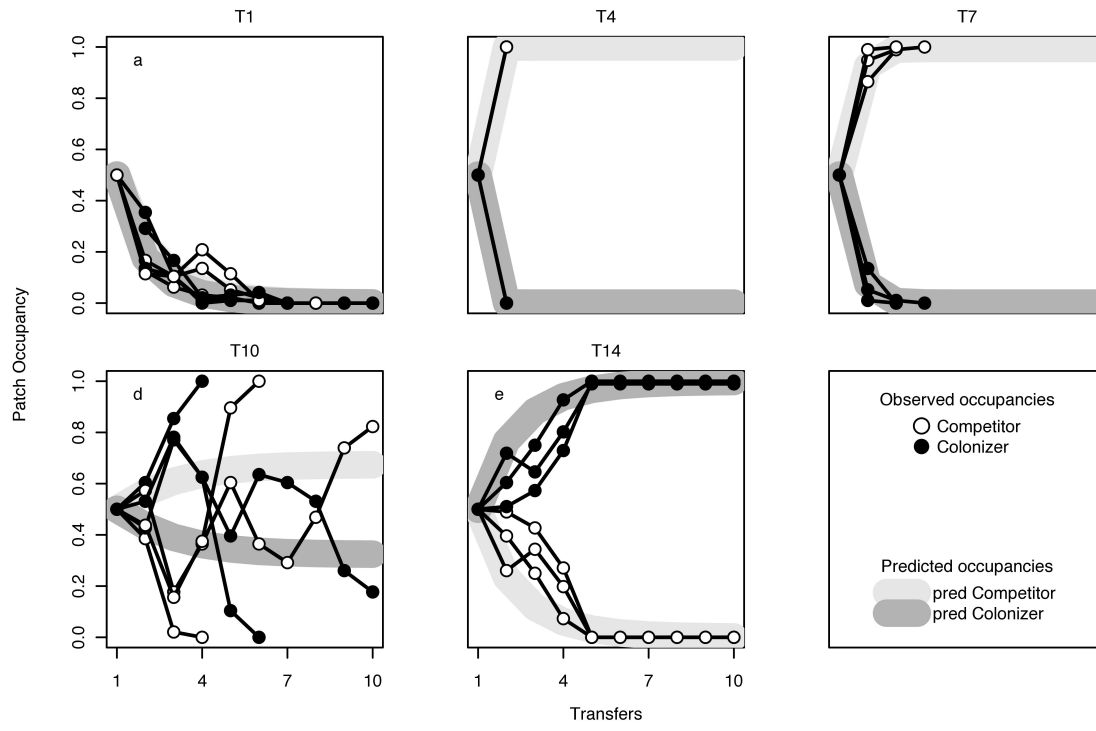 T1
T4
T7
a
1.0
0.8
0.6
0.4
0.2
0.0
Patch Occupancy
T10
T14
d
e
1.0
0.8
0.6
0.4
0.2
0.0
1 4 7 10
1 4 7 10
Transfers
Observed occupancies
Competitor
Colonizer
Predicted occupancies
pred Competitor
pred Colonizer